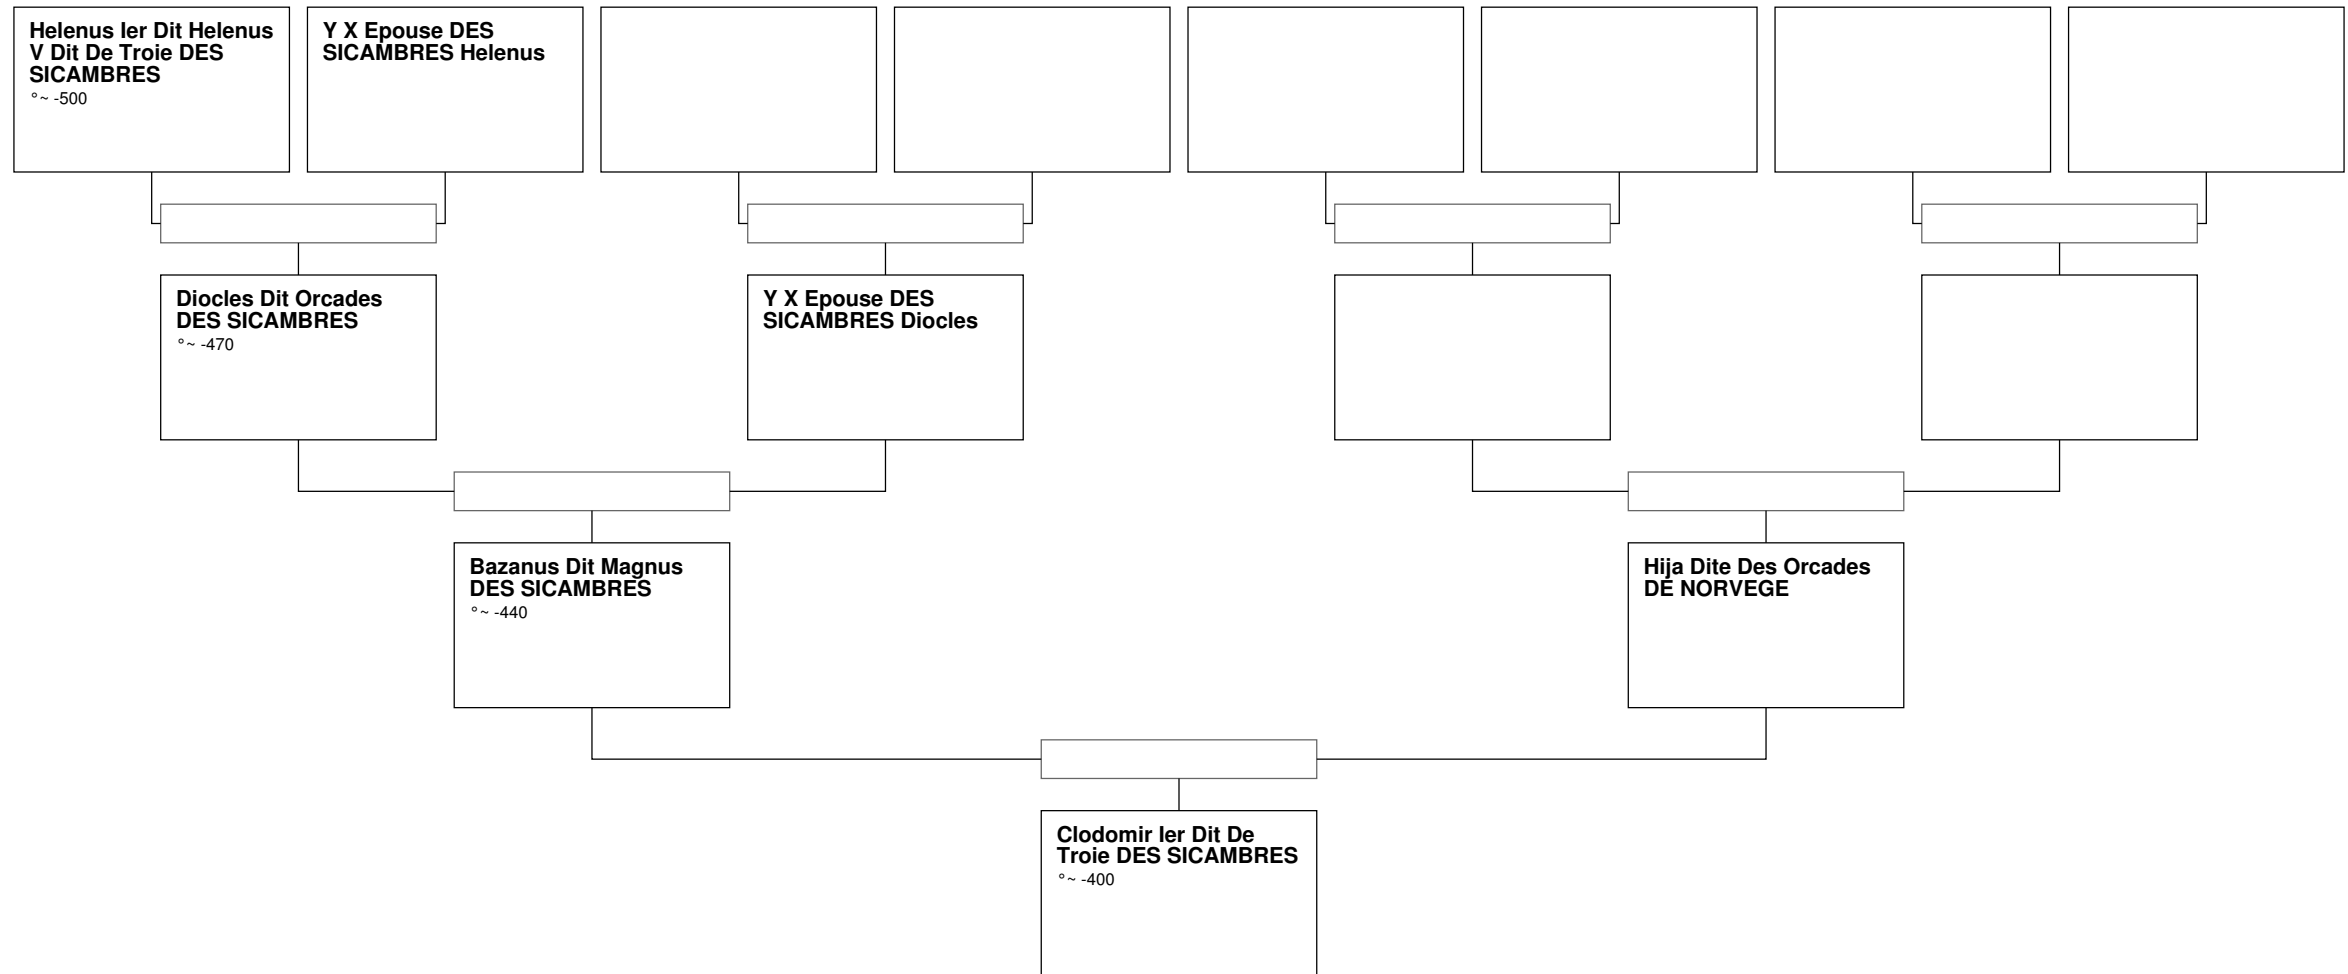 Helenus Ier Dit Helenus
V Dit De Troie DES
SICAMBRES
°~ -500
Y X Epouse DES
SICAMBRES Helenus
Diocles Dit Orcades
DES SICAMBRES
°~ -470
Y X Epouse DES
SICAMBRES Diocles
Bazanus Dit Magnus
DES SICAMBRES
°~ -440
Hija Dite Des Orcades
DE NORVEGE
Clodomir Ier Dit De
Troie DES SICAMBRES
°~ -400